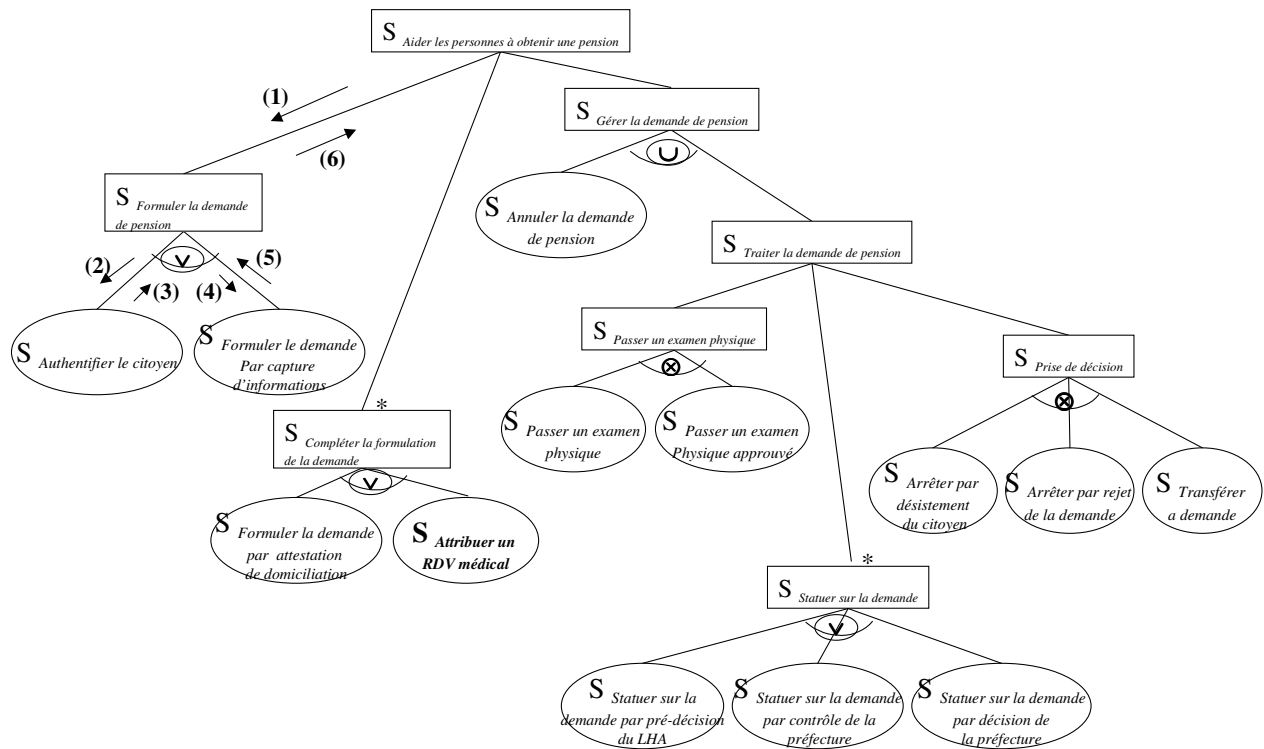 S Aider les personnes à obtenir une pension
(1)
(6)
S Gérer la demande de pension
S Formuler la demande
de pension
(2)
(3)
(4)
(5)
S Annuler la demande
de pension
S Traiter la demande de pension
S Authentifier le citoyen
S Formuler le demande
Par capture
d'informations
S Passer un examen physique
S Prise de décision
*
S Compléter la formulation
de la demande
S Passer un examen
physique
S Passer un examen
Physique approuvé
S Arrêter par
désistement
du citoyen
S Arrêter par rejet
de la demande
S Transférer
a demande
S Formuler la demande
par attestation
de domiciliation
S Attribuer un
RDV médical
*
S Statuer sur la demande
S Statuer sur la
demande par pré-décision
du LHA
S Statuer sur la demande
par contrôle de la
préfecture
S Statuer sur la demande
par décision de
la préfecture